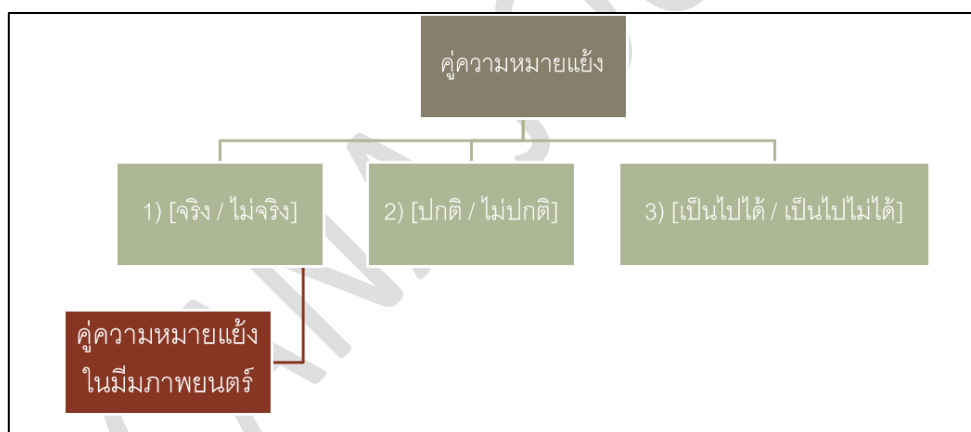 คู่ความหมายแย้ง
1) [จริง / ไม่จริง]
2) [ปกติ / ไม่ปกติ]
3) [เป็นไปได้ / เป็นไปไม่ได้]
คู่ความหมายแย้ง
ในมีมภาพยนตร์